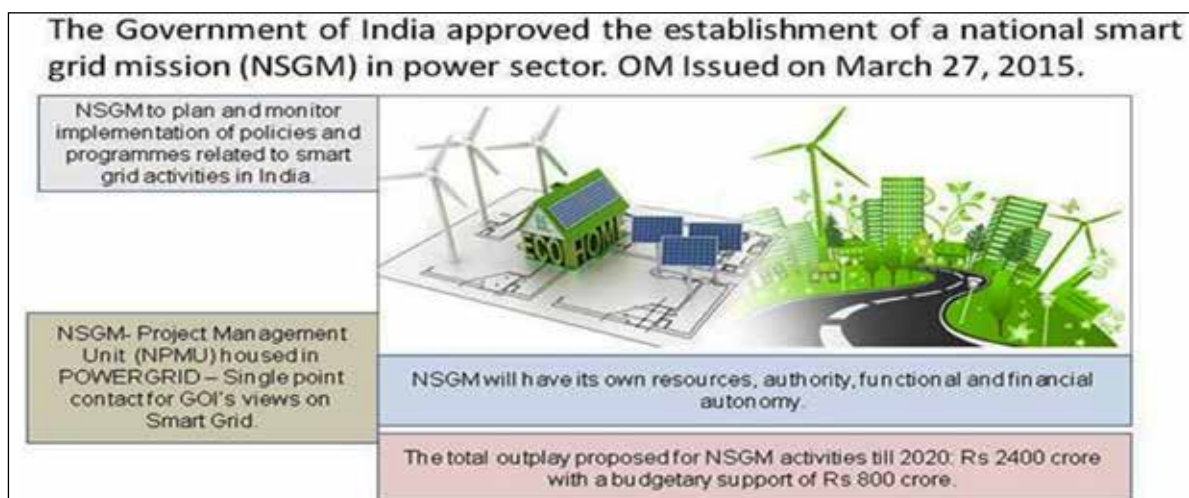 The Government of India approved the establishment of a national smart
grid mission (NSGM) in power sector. OM Issued on March 27, 2015.
NSGM to plan and monitor
implementation of policies and
programmes related to smart
grid activities in India.
ECO HOME
NSGM- Project Management
Unit (NPMU) housed in
POWERGRID – Single point
contact for GOI's views on
Smart Grid.
NSGM will have its own resources, authority, functional and financial
autonomy.
The total outplay proposed for NSGM activities till 2020: Rs 2400 crore
with a budgetary support of Rs 800 crore.